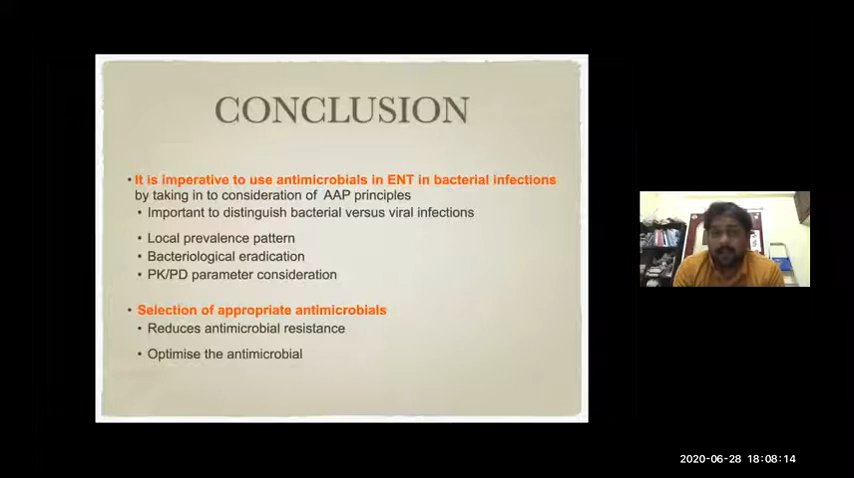 CONCLUSION
• It is imperative to use antimicrobials in ENT in bacterial infections
by taking in to consideration of AAP principles
• Important to distinguish bacterial versus viral infections
• Local prevalence pattern
• Bacteriological eradication
• PK/PD parameter consideration
• Selection of appropriate antimicrobials
• Reduces antimicrobial resistance
• Optimise the antimicrobial
2020-06-28 18:08:14